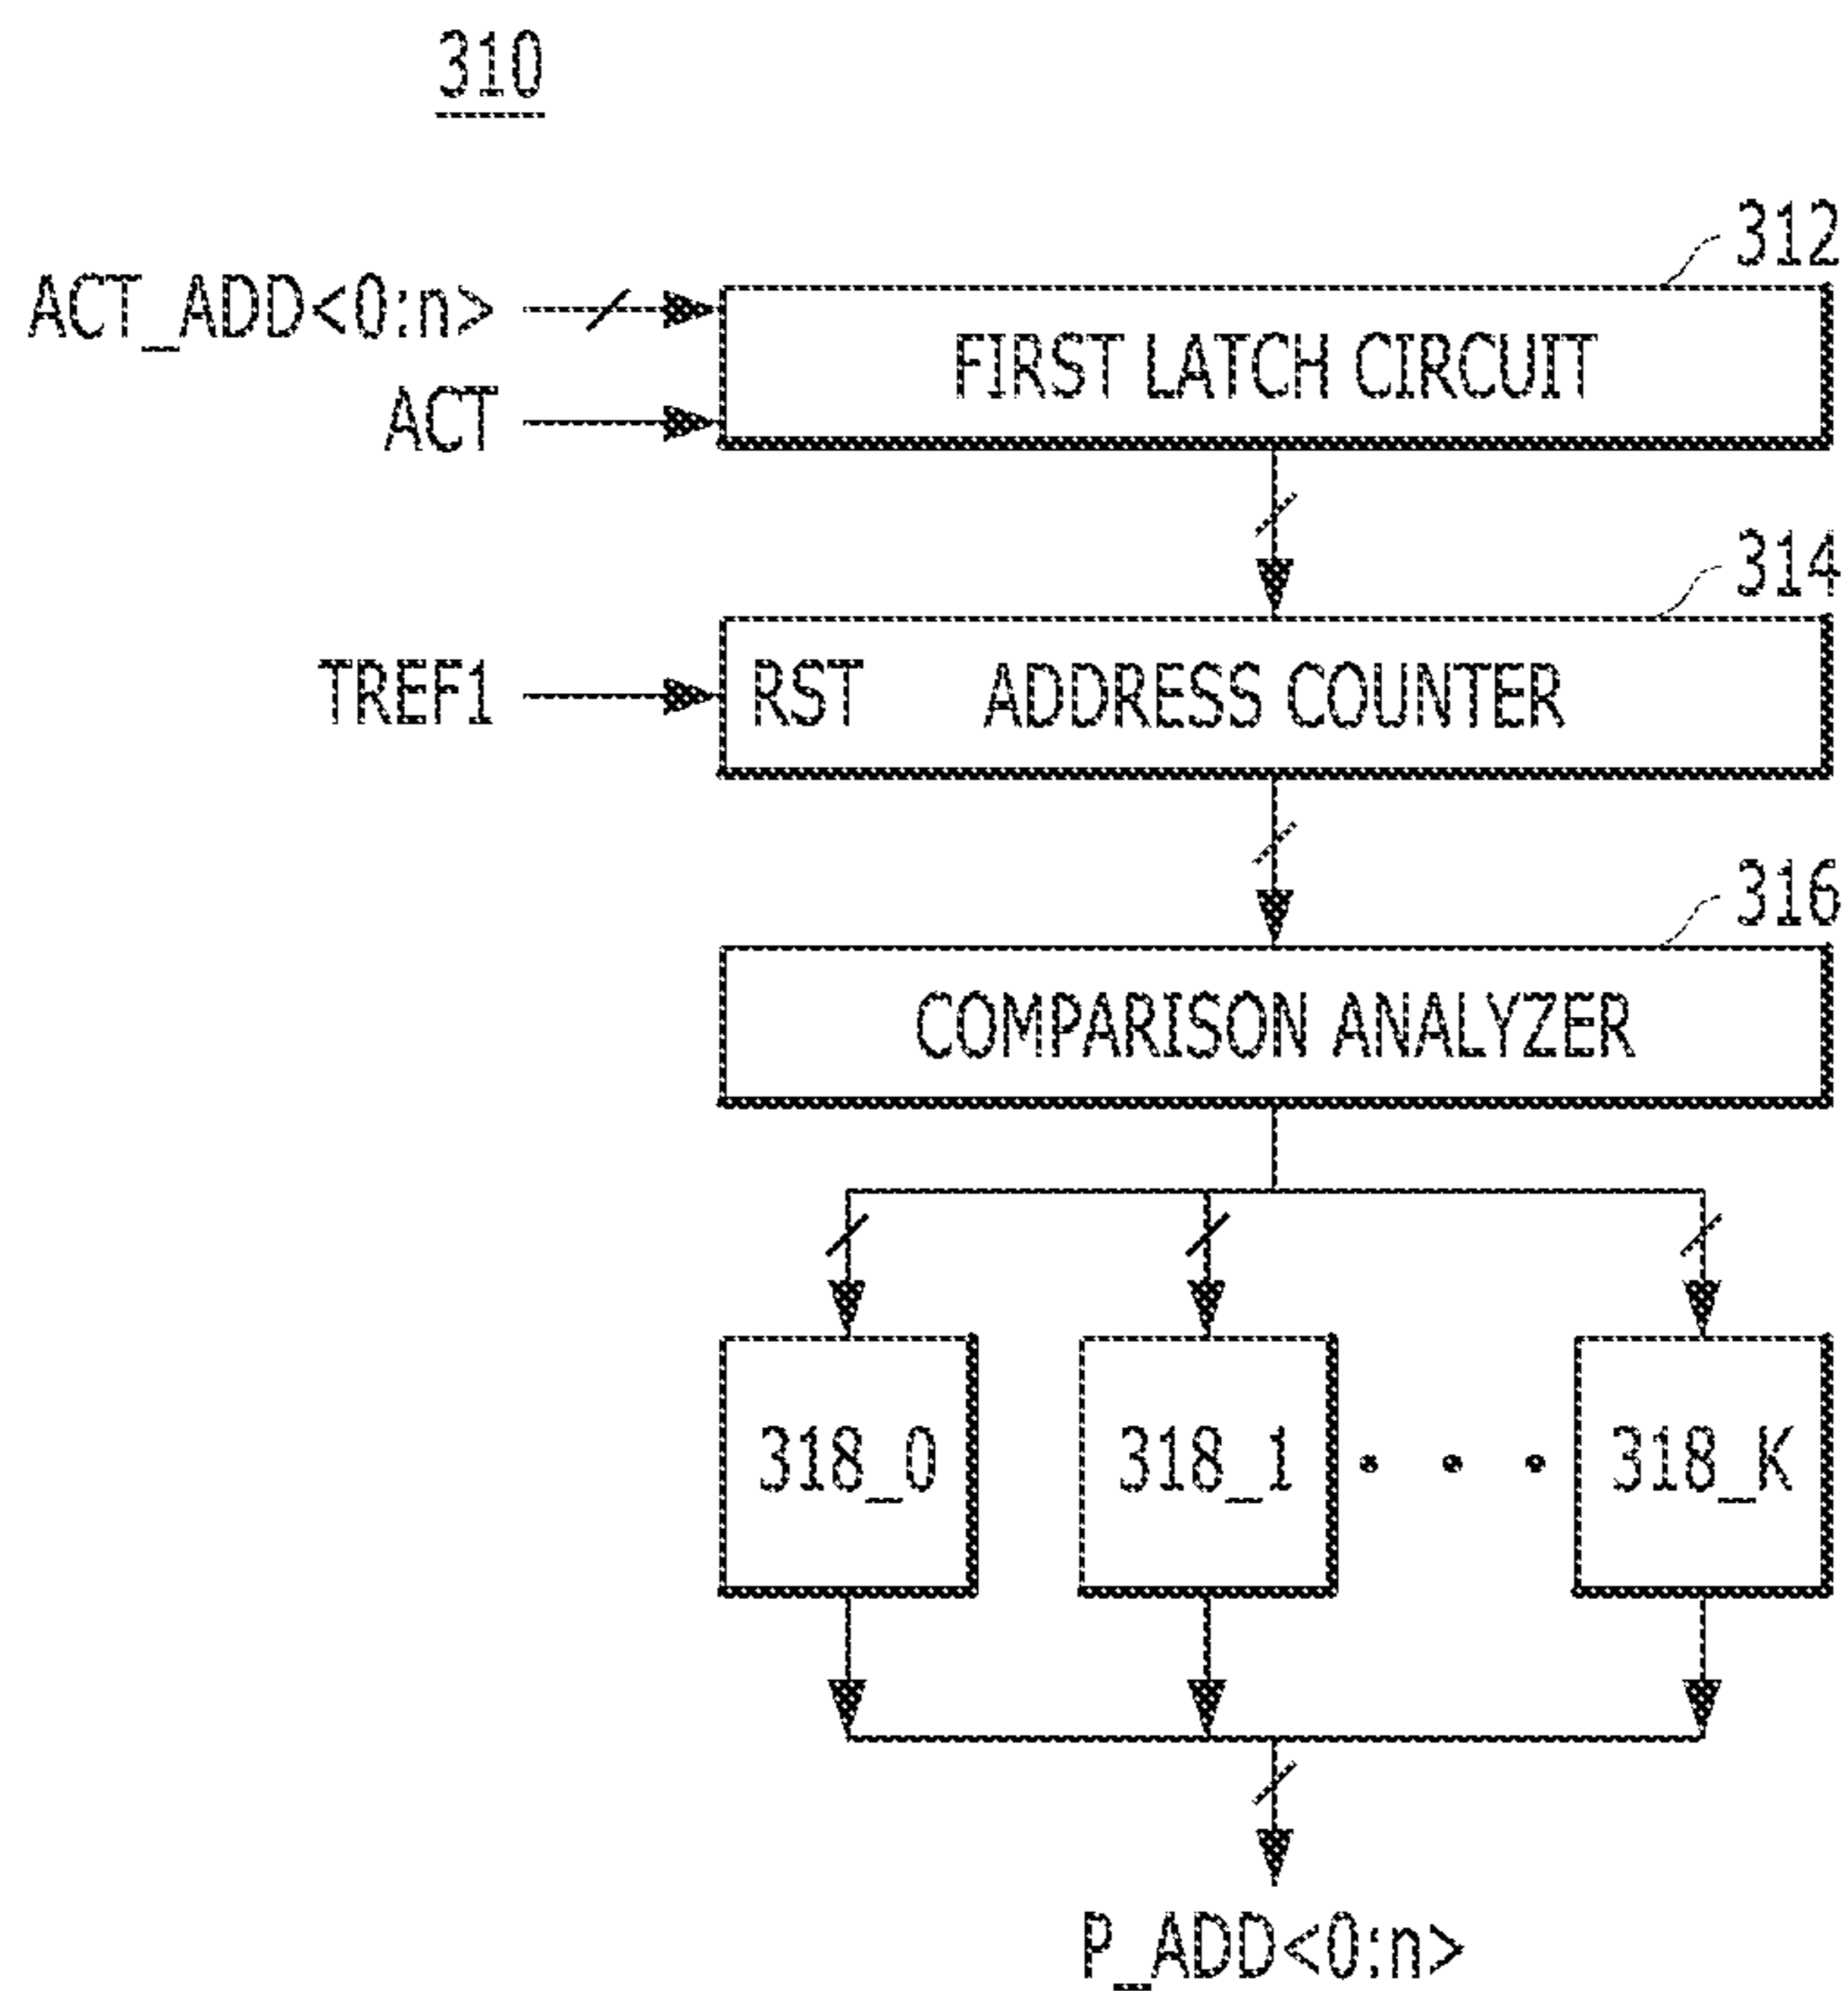 310
312
ACT_ADD<0:n>
FIRST LATCH CIRCUIT
ACT
314
TREF1
RST ADDRESS COUNTER
316
COMPARISON ANALYZER
318_0 318_1 • • • 318_K
P_ADD<0:n>